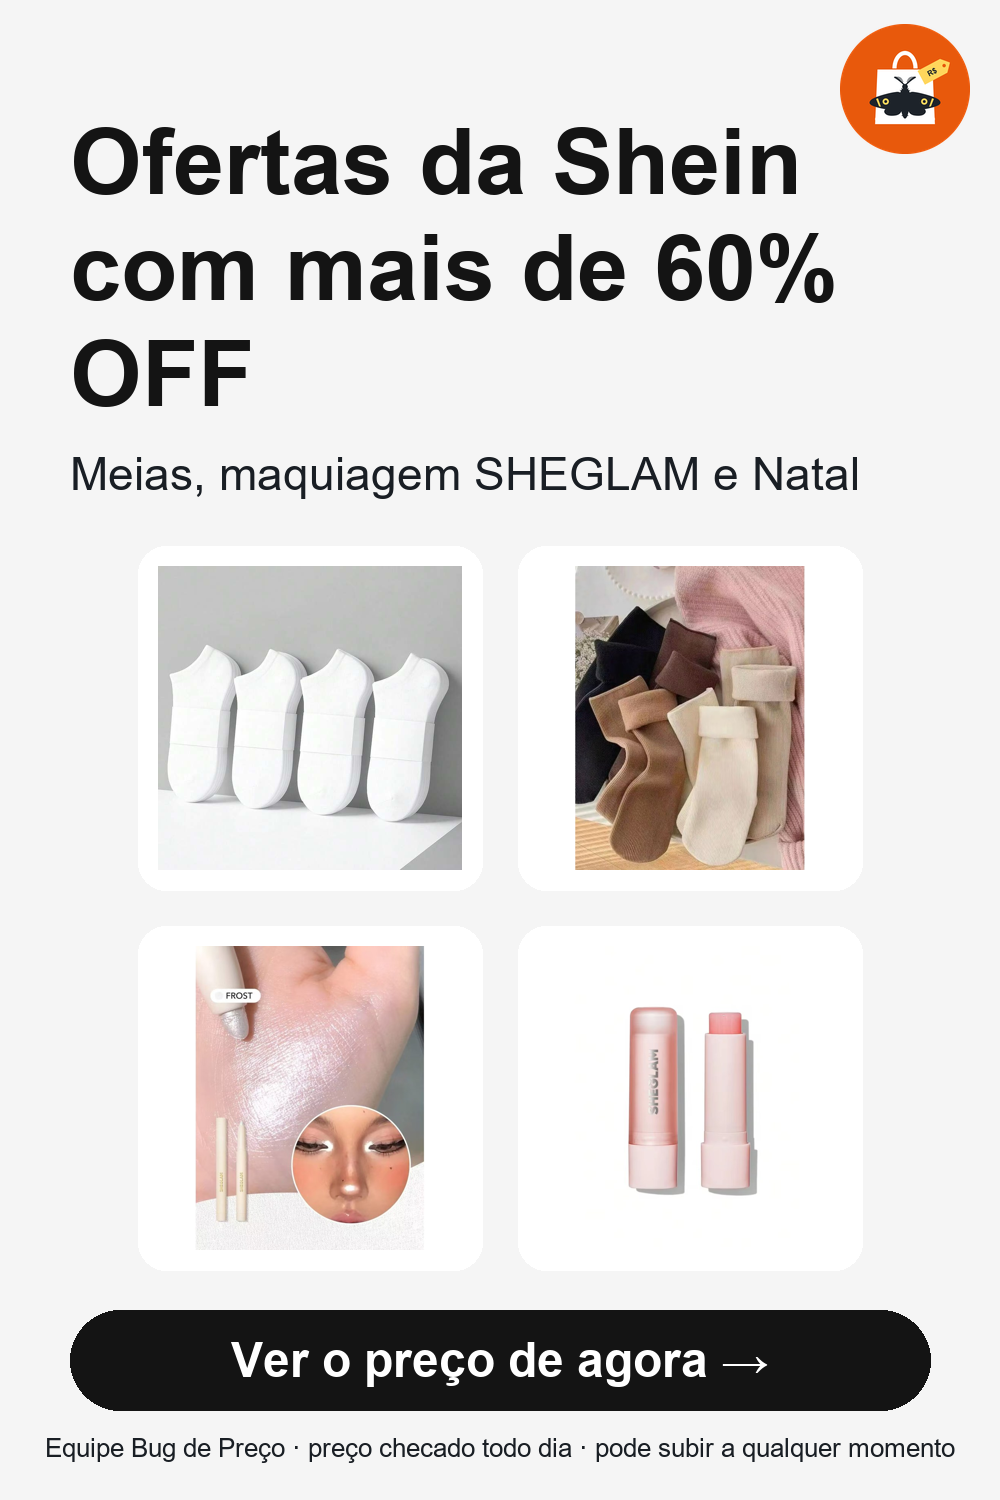 R$
Ofertas da Shein
com mais de 60%
OFF
Meias, maquiagem SHEGLAM e Natal
FROST
SHEGLAM
Ver o preço de agora →
Equipe Bug de Preço · preço checado todo dia · pode subir a qualquer momento